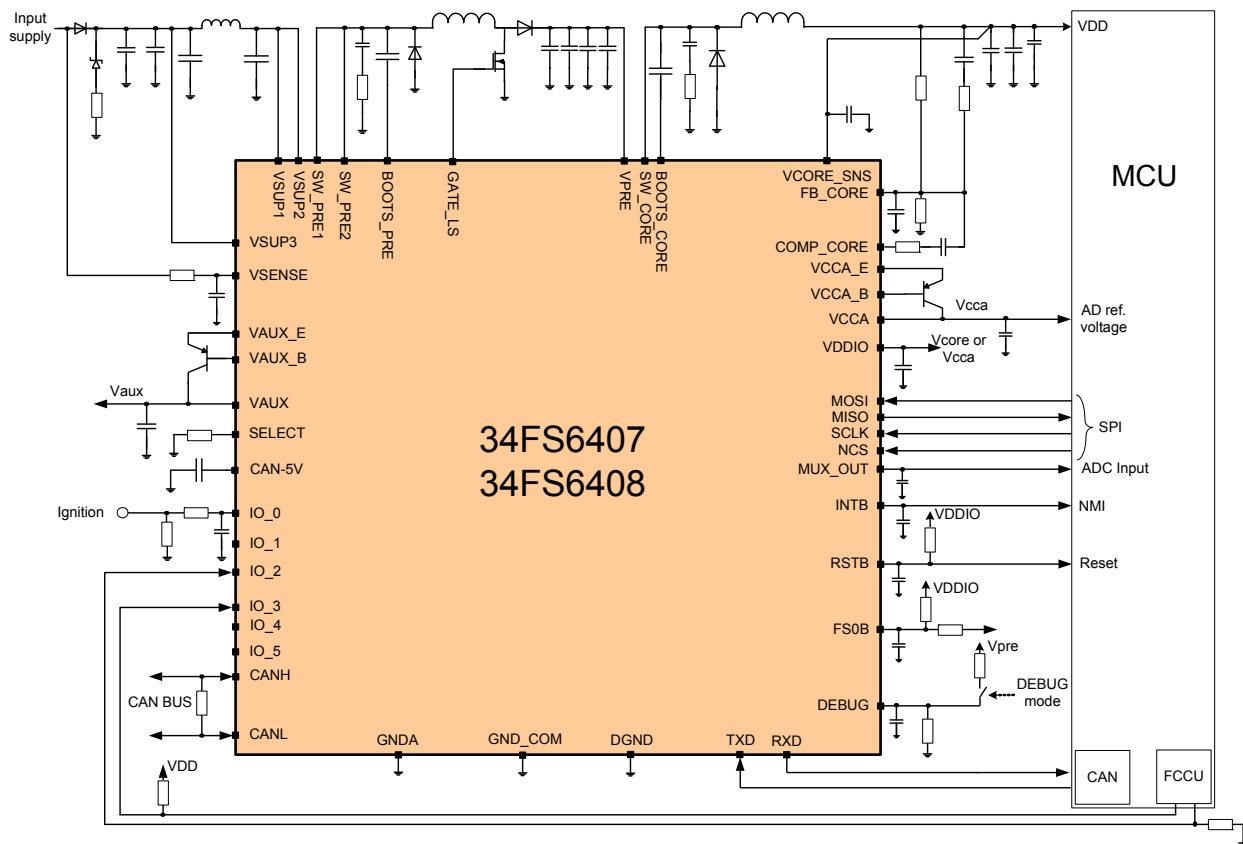 Input
supply
VDD
MCU
VSUP1
VSUP2
SW_PRE1
SW_PRE2
BOOTS_PRE
GATE_LS
VPRE
SW_CORE
BOOTS_CORE
VCORE_SNS
FB_CORE
COMP_CORE
VCCA_E
VCCA_B
Vcca
VCCA
AD ref.
voltage
VDDIO
Vcore or
Vcca
VSUP3
VSENSE
VAUX_E
VAUX_B
Vaux
VAUX
SELECT
CAN-5V
34FS6407
34FS6408
MOSI
MISO
SCLK
NCS
SPI
MUX_OUT
ADC Input
INTB
NMI
VDDIO
RSTB
Reset
VDDIO
FS0B
Vpre
DEBUG
DEBUG
mode
Ignition
IO_0
IO_1
IO_2
IO_3
IO_4
IO_5
CANH
CAN BUS
CANL
VDD
GNDA
GND_COM
DGND
TXD
RXD
CAN
FCCU